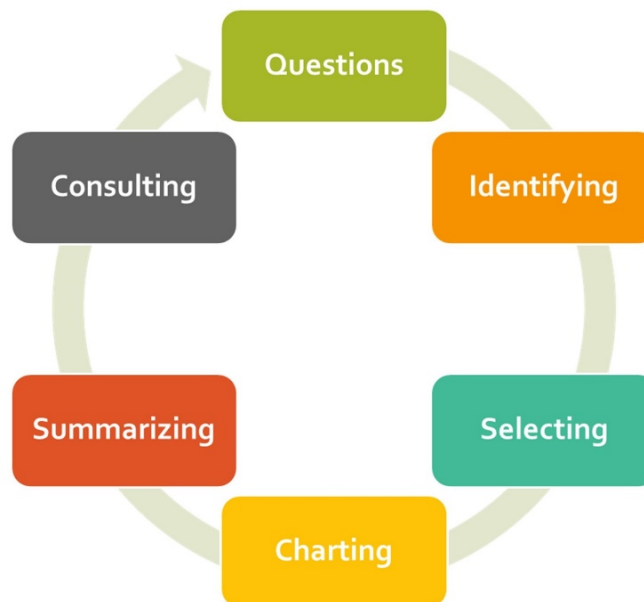 Questions
Identifying
Selecting
Charting
Summarizing
Consulting